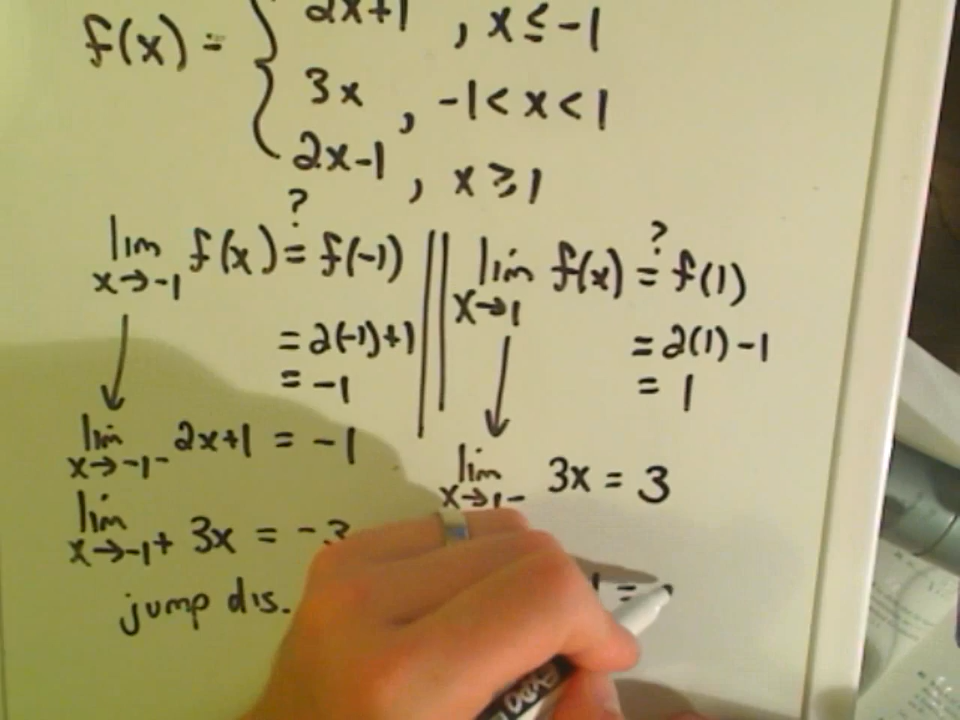 2x+1 , x ≤ -1
f(x) = { 3x , -1 < x < 1
2x-1 , x ≥ 1
lim x→-1 f(x) ≟ f(-1)
= 2(-1)+1
= -1
lim x→-1- 2x+1 = -1
lim x→-1+ 3x = -3
jump dis.
lim x→1 f(x) ≟ f(1)
= 2(1)-1
= 1
lim x→1- 3x = 3
=